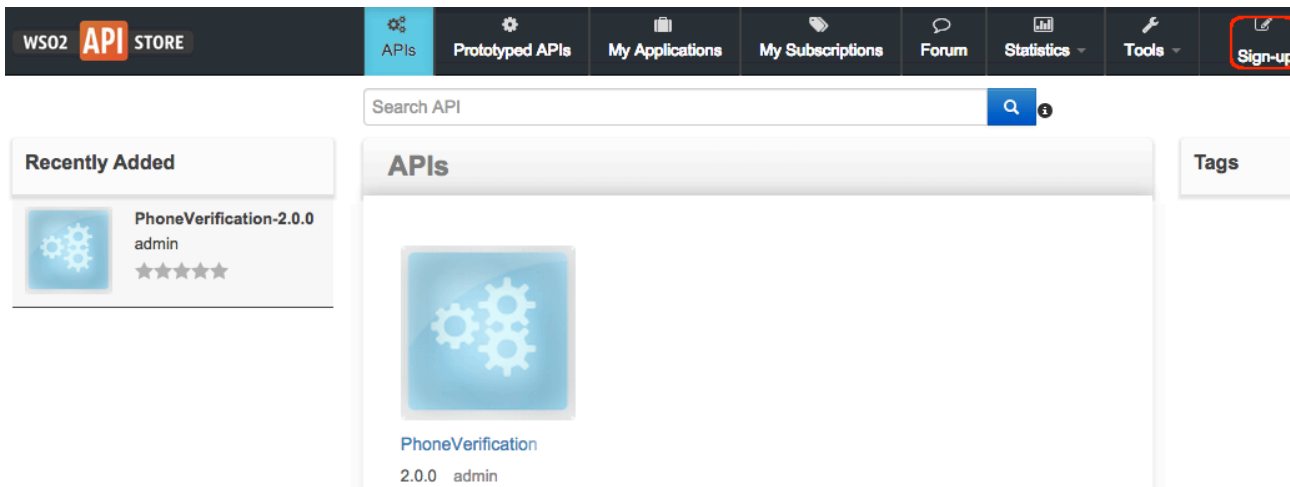 WSO2 API STORE
APIs
Prototyped APIs
My Applications
My Subscriptions
Forum
Statistics
Tools
Sign-up
Search API
Recently Added
PhoneVerification-2.0.0
admin
APIs
PhoneVerification
2.0.0 admin
Tags